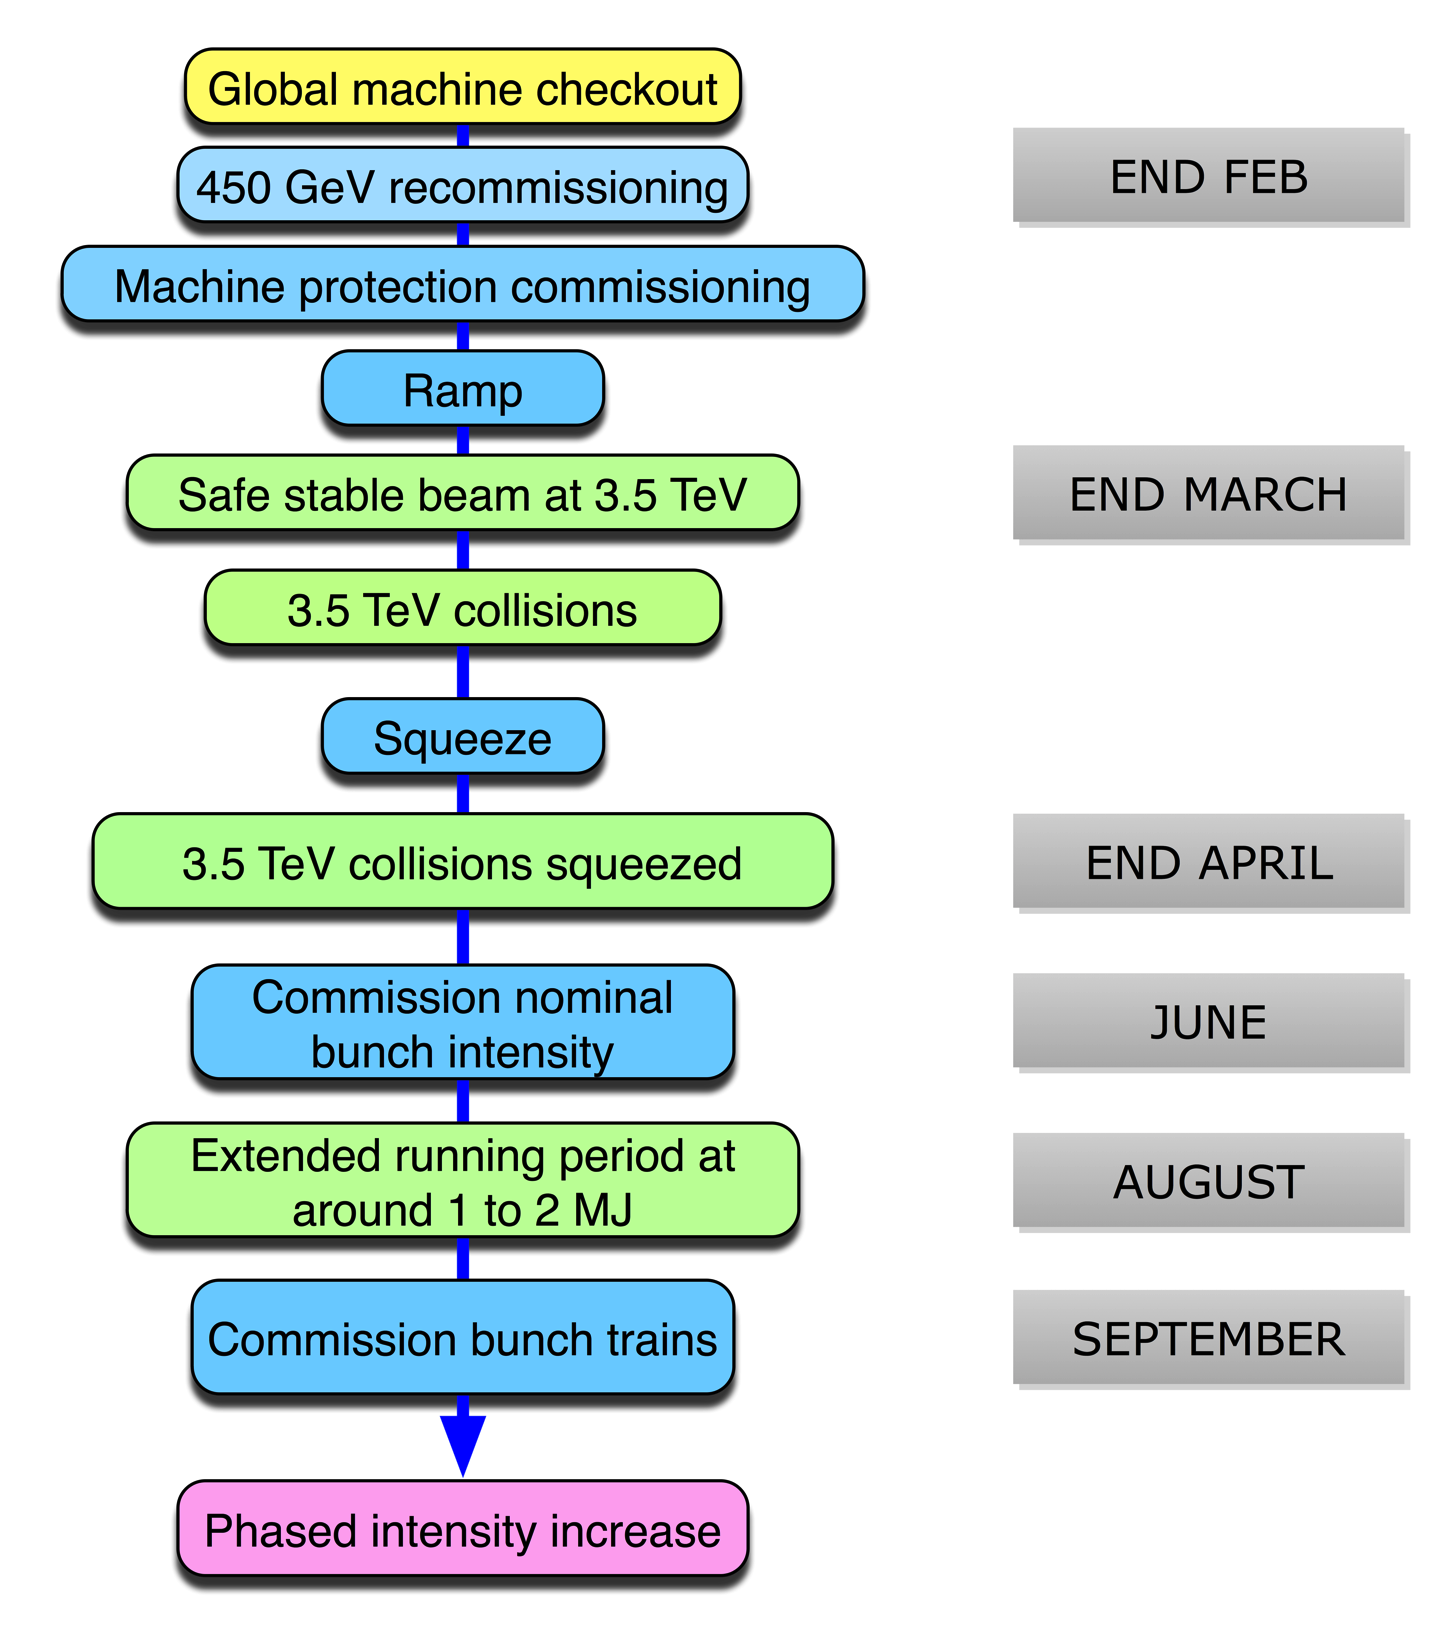 Global machine checkout
450 GeV recommissioning
END FEB
Machine protection commissioning
Ramp
Safe stable beam at 3.5 TeV
END MARCH
3.5 TeV collisions
Squeeze
3.5 TeV collisions squeezed
END APRIL
Commission nominal
bunch intensity
JUNE
Extended running period at
around 1 to 2 MJ
AUGUST
Commission bunch trains
SEPTEMBER
Phased intensity increase